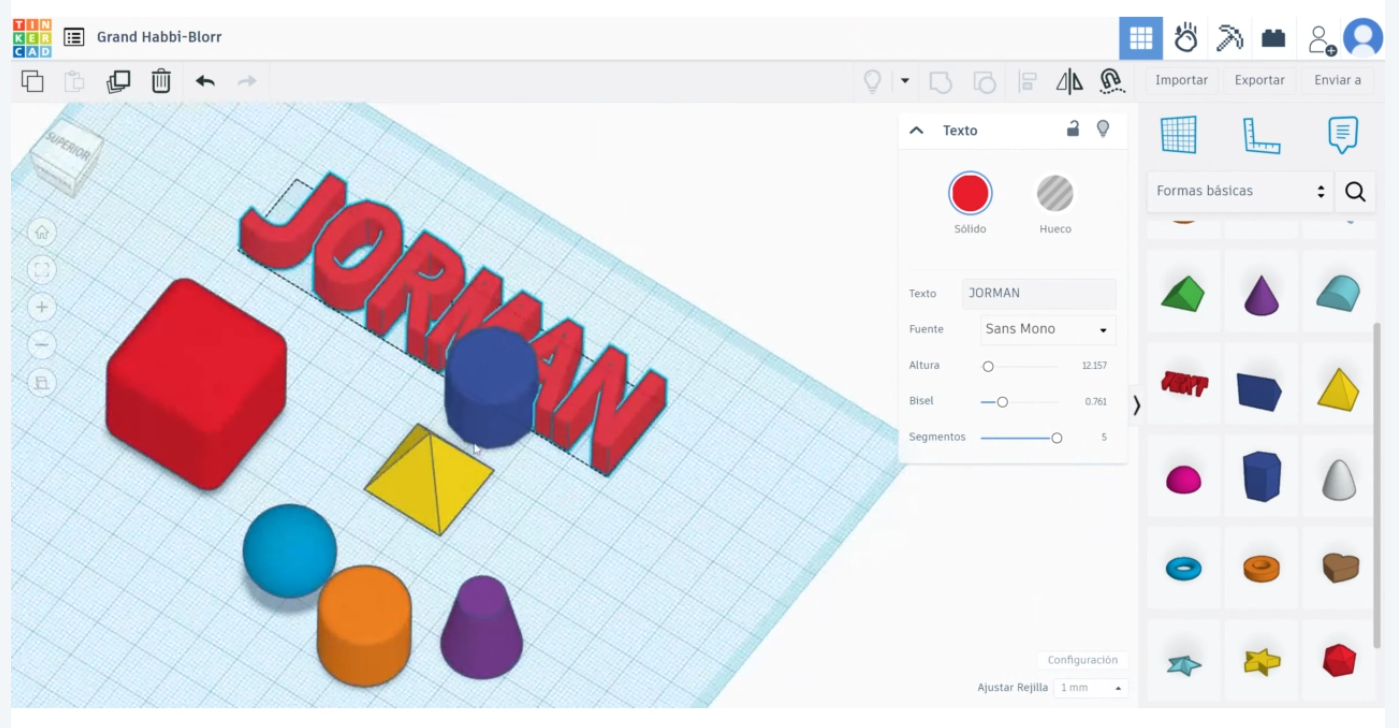 TIN
KER
CAD
Grand Habbi-Blorr
Importar
Exportar
Enviar a
SUPERIOR
Texto
Formas básicas
Sólido
Hueco
JORMAN
Texto
JORMAN
Fuente
Sans Mono
Altura
12.157
Bisel
0.761
Segmentos
5
TEXT
Configuración
Ajustar Rejilla
1 mm